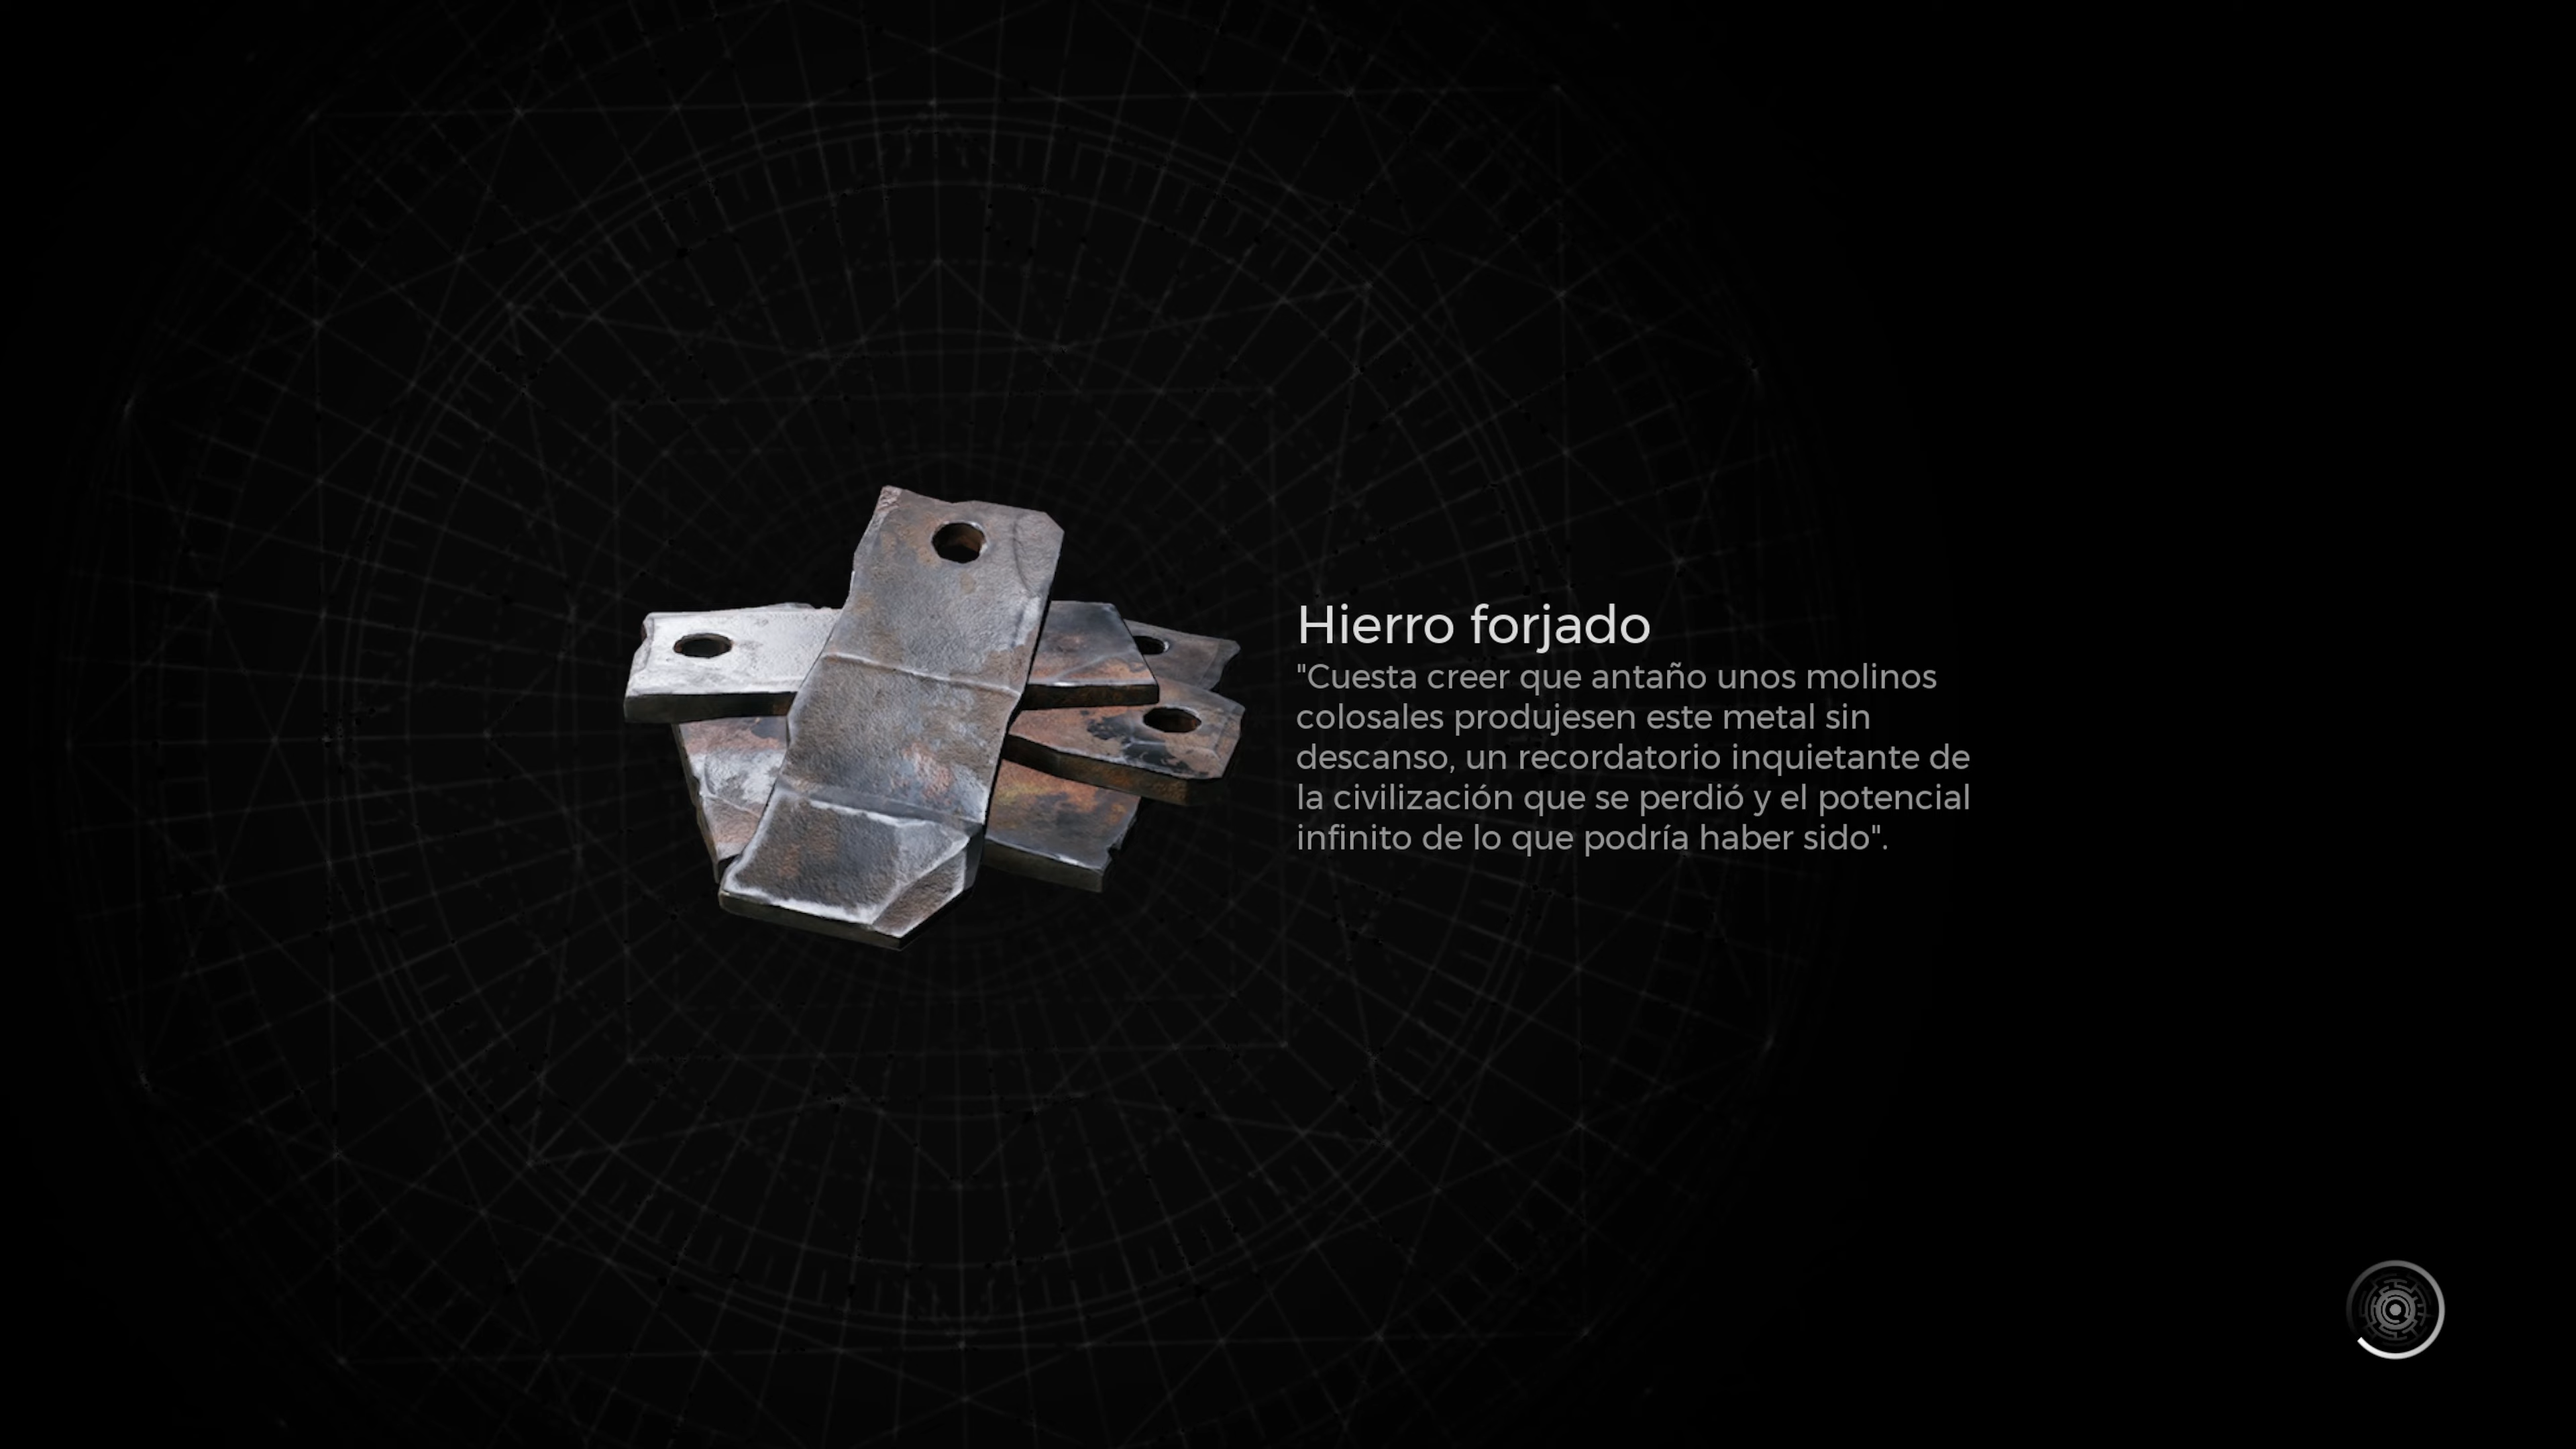 Hierro forjado
"Cuesta creer que antaño unos molinos
colosales produjesen este metal sin
descanso, un recordatorio inquietante de
la civilización que se perdió y el potencial
infinito de lo que podría haber sido".